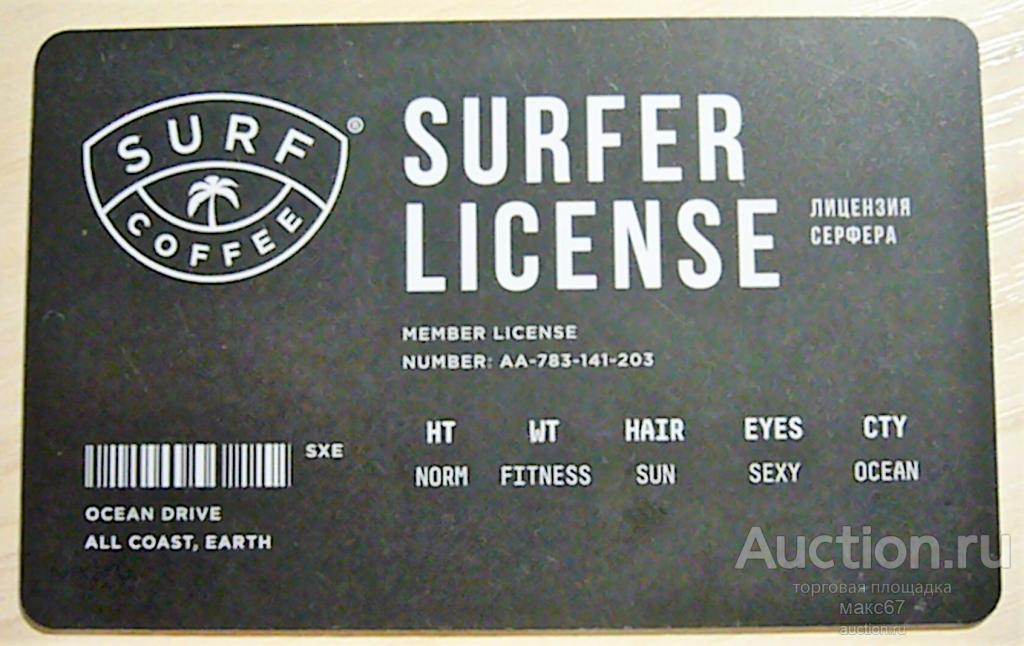 SURF
COFFEE
®
SURFER
LICENSE
ЛИЦЕНЗИЯ
СЕРФЕРА
MEMBER LICENSE
NUMBER: AA-783-141-203
HT WT HAIR EYES CTY
NORM FITNESS SUN SEXY OCEAN
SXE
OCEAN DRIVE
ALL COAST, EARTH
Auction.ru
торговая площадка
макс67
auction.ru